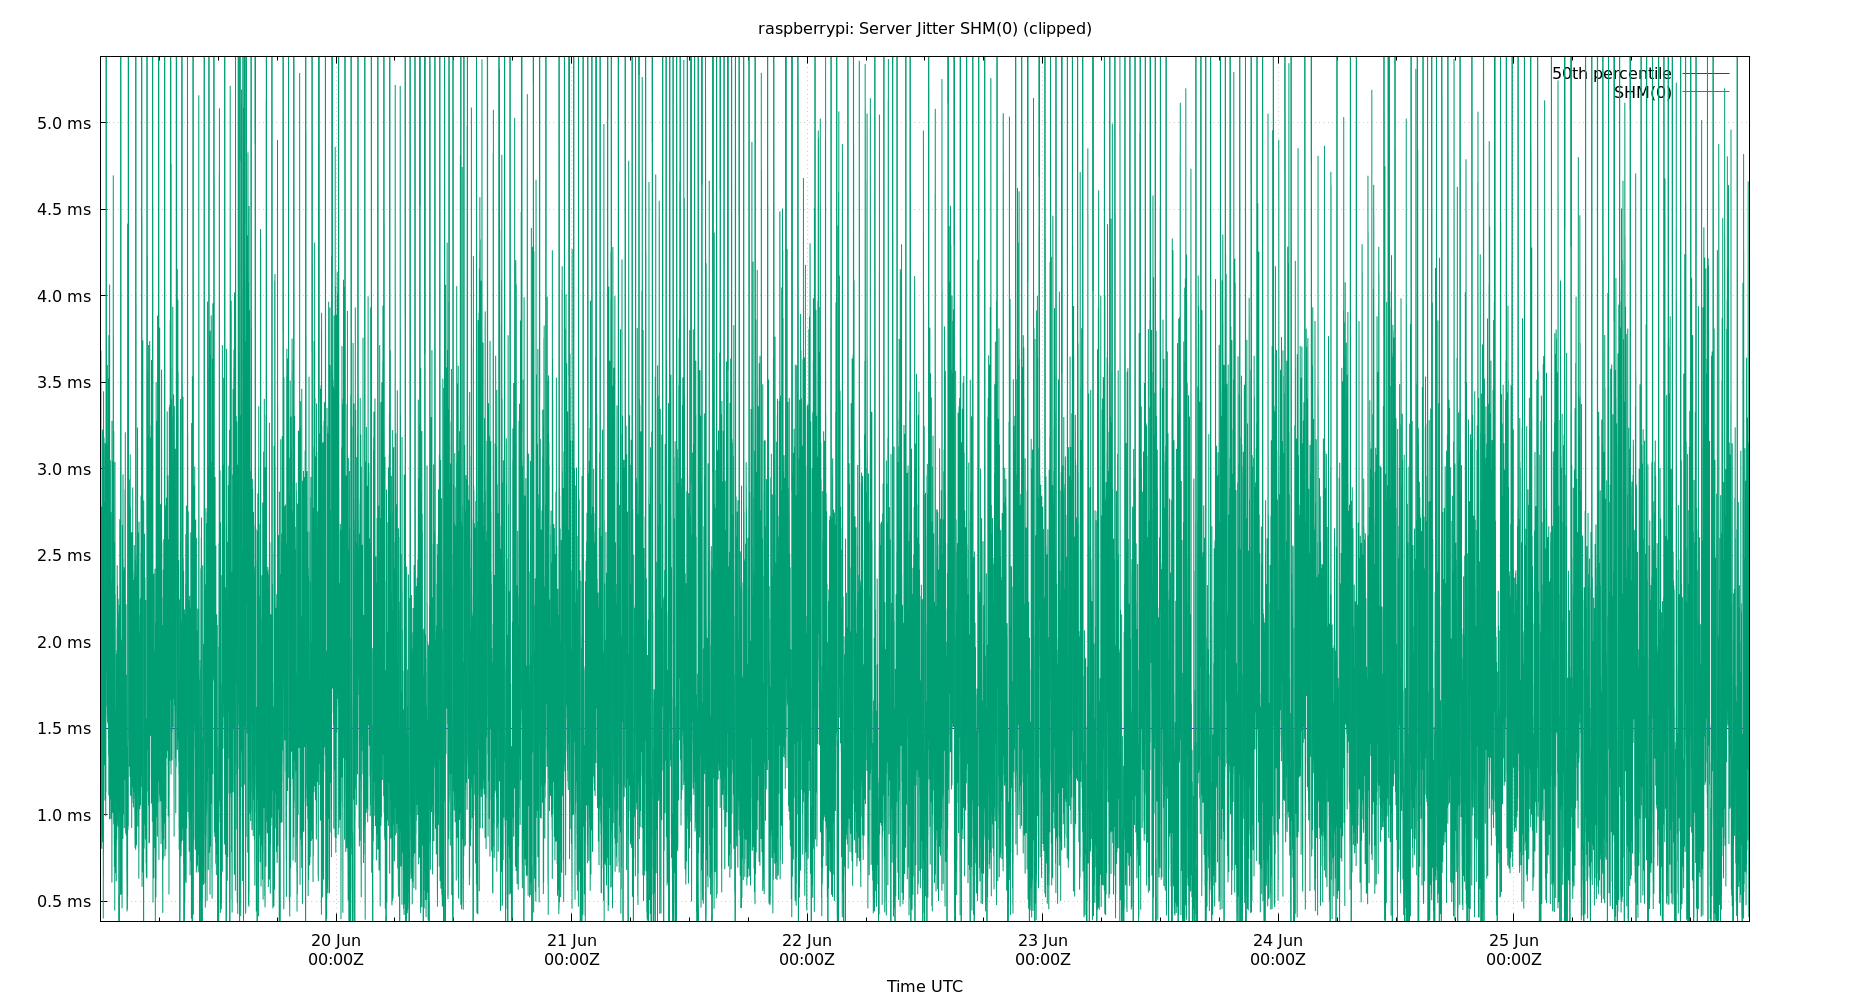 raspberrypi: Server Jitter SHM(0) (clipped)
50th percentile
SHM(0)
5.0 ms
4.5 ms
4.0 ms
3.5 ms
3.0 ms
2.5 ms
2.0 ms
1.5 ms
1.0 ms
0.5 ms
20 Jun 21 Jun 22 Jun 23 Jun 24 Jun 25 Jun
00:00Z 00:00Z 00:00Z 00:00Z 00:00Z 00:00Z
Time UTC